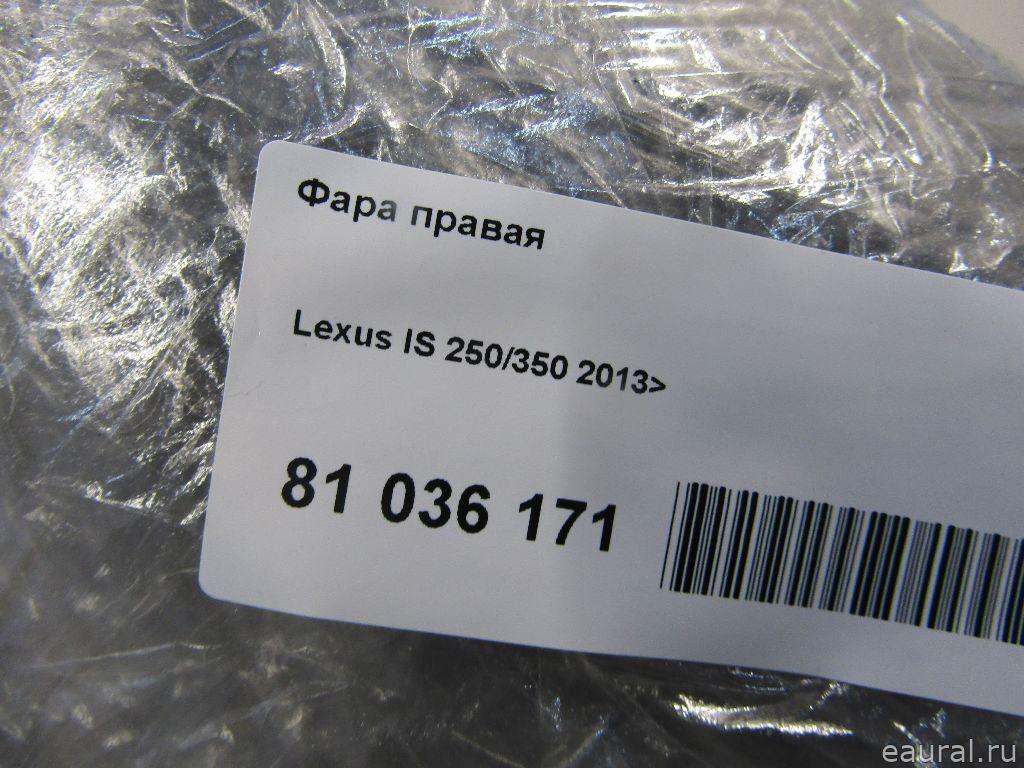 Фара правая
Lexus IS 250/350 2013>
81 036 171
eaural.ru